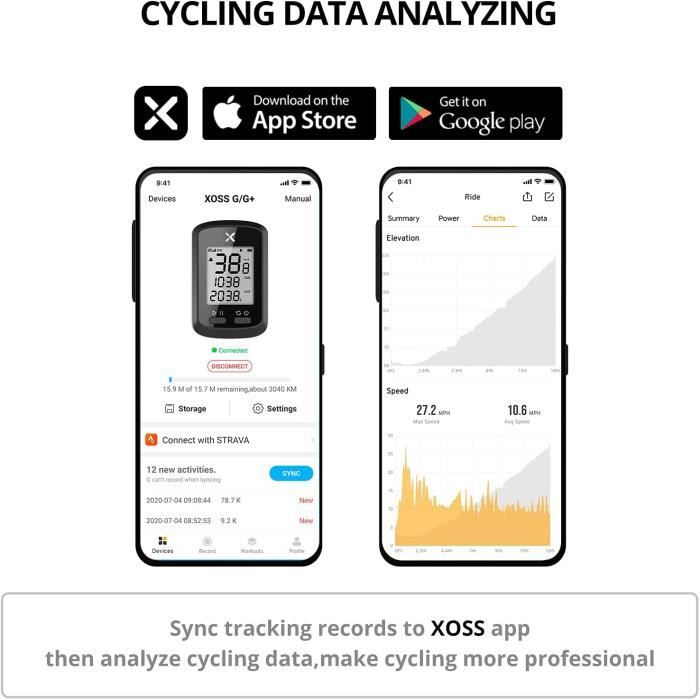 CYCLING DATA ANALYZING
Download on the
App Store
Get it on
Google play
9:41
Devices XOSS G/G+ Manual
Connected
DISCONNECT
15.9 M of 15.7 M remaining,about 3040 KM
Storage Settings
Connect with STRAVA
12 new activities.
G can't record when syncing
SYNC
2020-07-04 09:08:44 78.7 K New
2020-07-04 08:52:53 9.2 K New
Devices Record Workouts Profile
9:41
Ride
Summary Power Charts Data
Elevation
Speed
27.2 MPH 10.6 MPH
Max Speed Avg Speed
Sync tracking records to XOSS app
then analyze cycling data,make cycling more professional